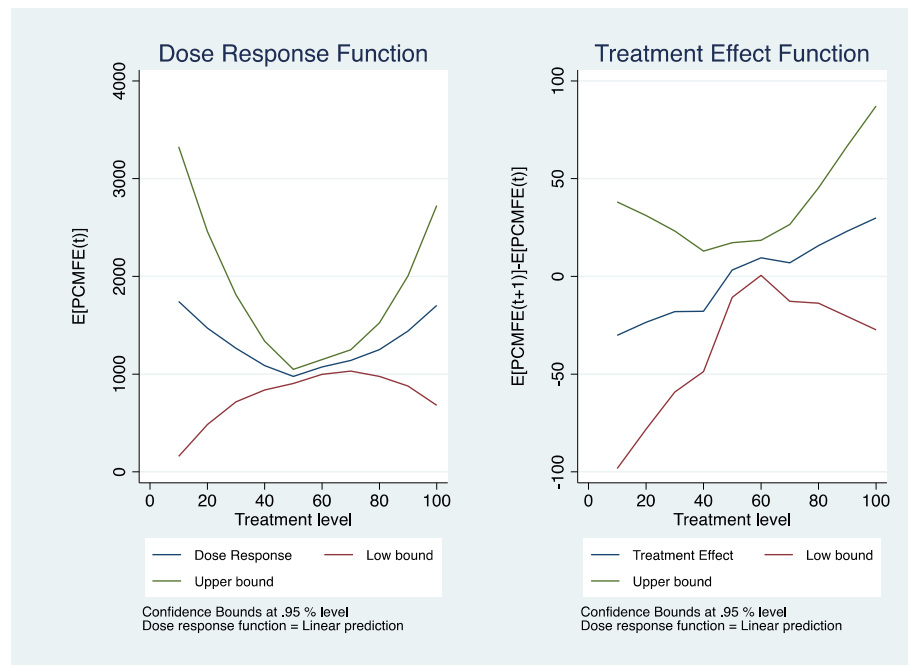 Dose Response Function
E[PCMFE(t)]
4000
3000
2000
1000
0
0 20 40 60 80 100
Treatment level
Dose Response Low bound
Upper bound
Confidence Bounds at .95 % level
Dose response function = Linear prediction
Treatment Effect Function
E[PCMFE(t+1)]-E[PCMFE(t)]
100
50
0
-50
-100
0 20 40 60 80 100
Treatment level
Treatment Effect Low bound
Upper bound
Confidence Bounds at .95 % level
Dose response function = Linear prediction